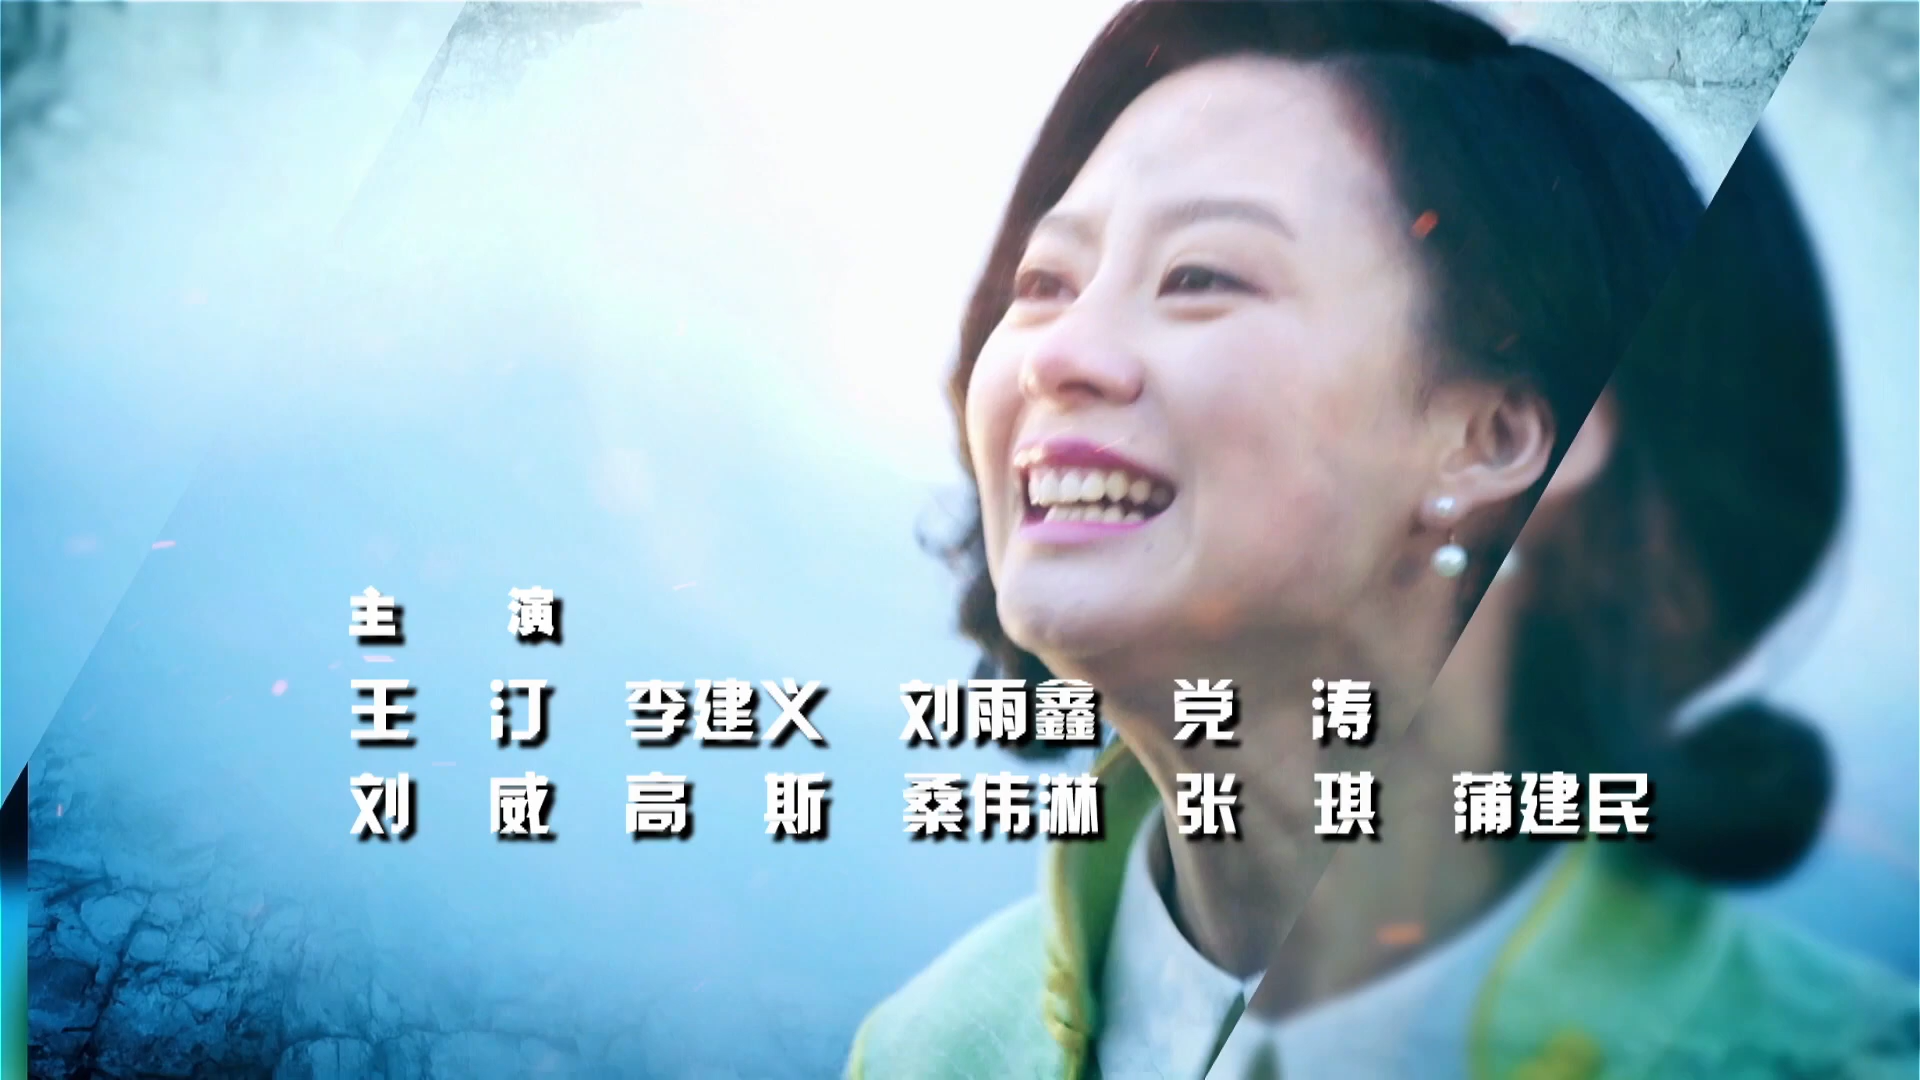 主 演
王 汀 李建义 刘雨鑫 党 涛
刘 威 高 斯 桑伟淋 张 琪 蒲建民